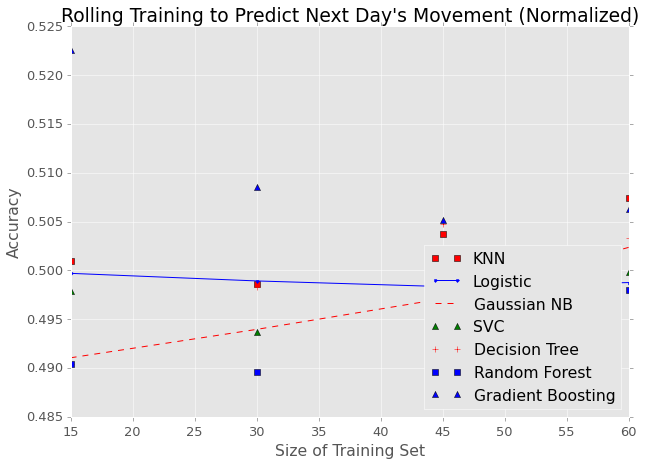 Rolling Training to Predict Next Day's Movement (Normalized)
0.525
0.520
0.515
0.510
0.505
0.500
0.495
0.490
0.485
Accuracy
KNN
Logistic
Gaussian NB
SVC
Decision Tree
Random Forest
Gradient Boosting
15 20 25 30 35 40 45 50 55 60
Size of Training Set